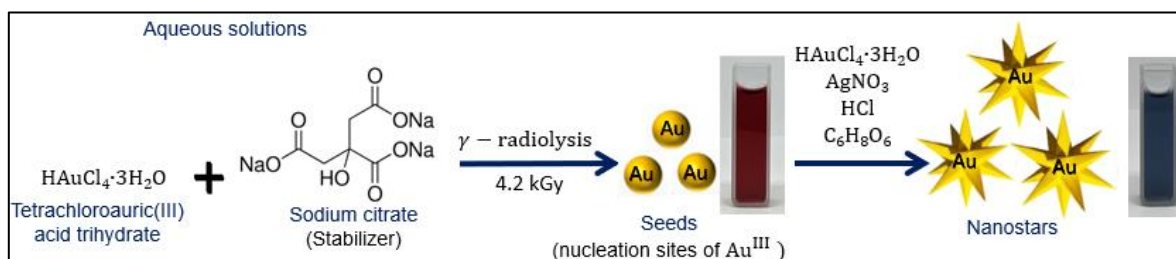 Aqueous solutions
HAuCl₄·3H₂O
Tetrachloroauric(III)
acid trihydrate
+
O
O
ONa
NaO
ONa
HO
O
Sodium citrate
(Stabilizer)
γ − radiolysis
4.2 kGy
Au
Au
Au
Seeds
(nucleation sites of Auᴵᴵᴵ )
HAuCl₄·3H₂O
AgNO₃
HCl
C₆H₈O₆
Au
Au
Au
Nanostars